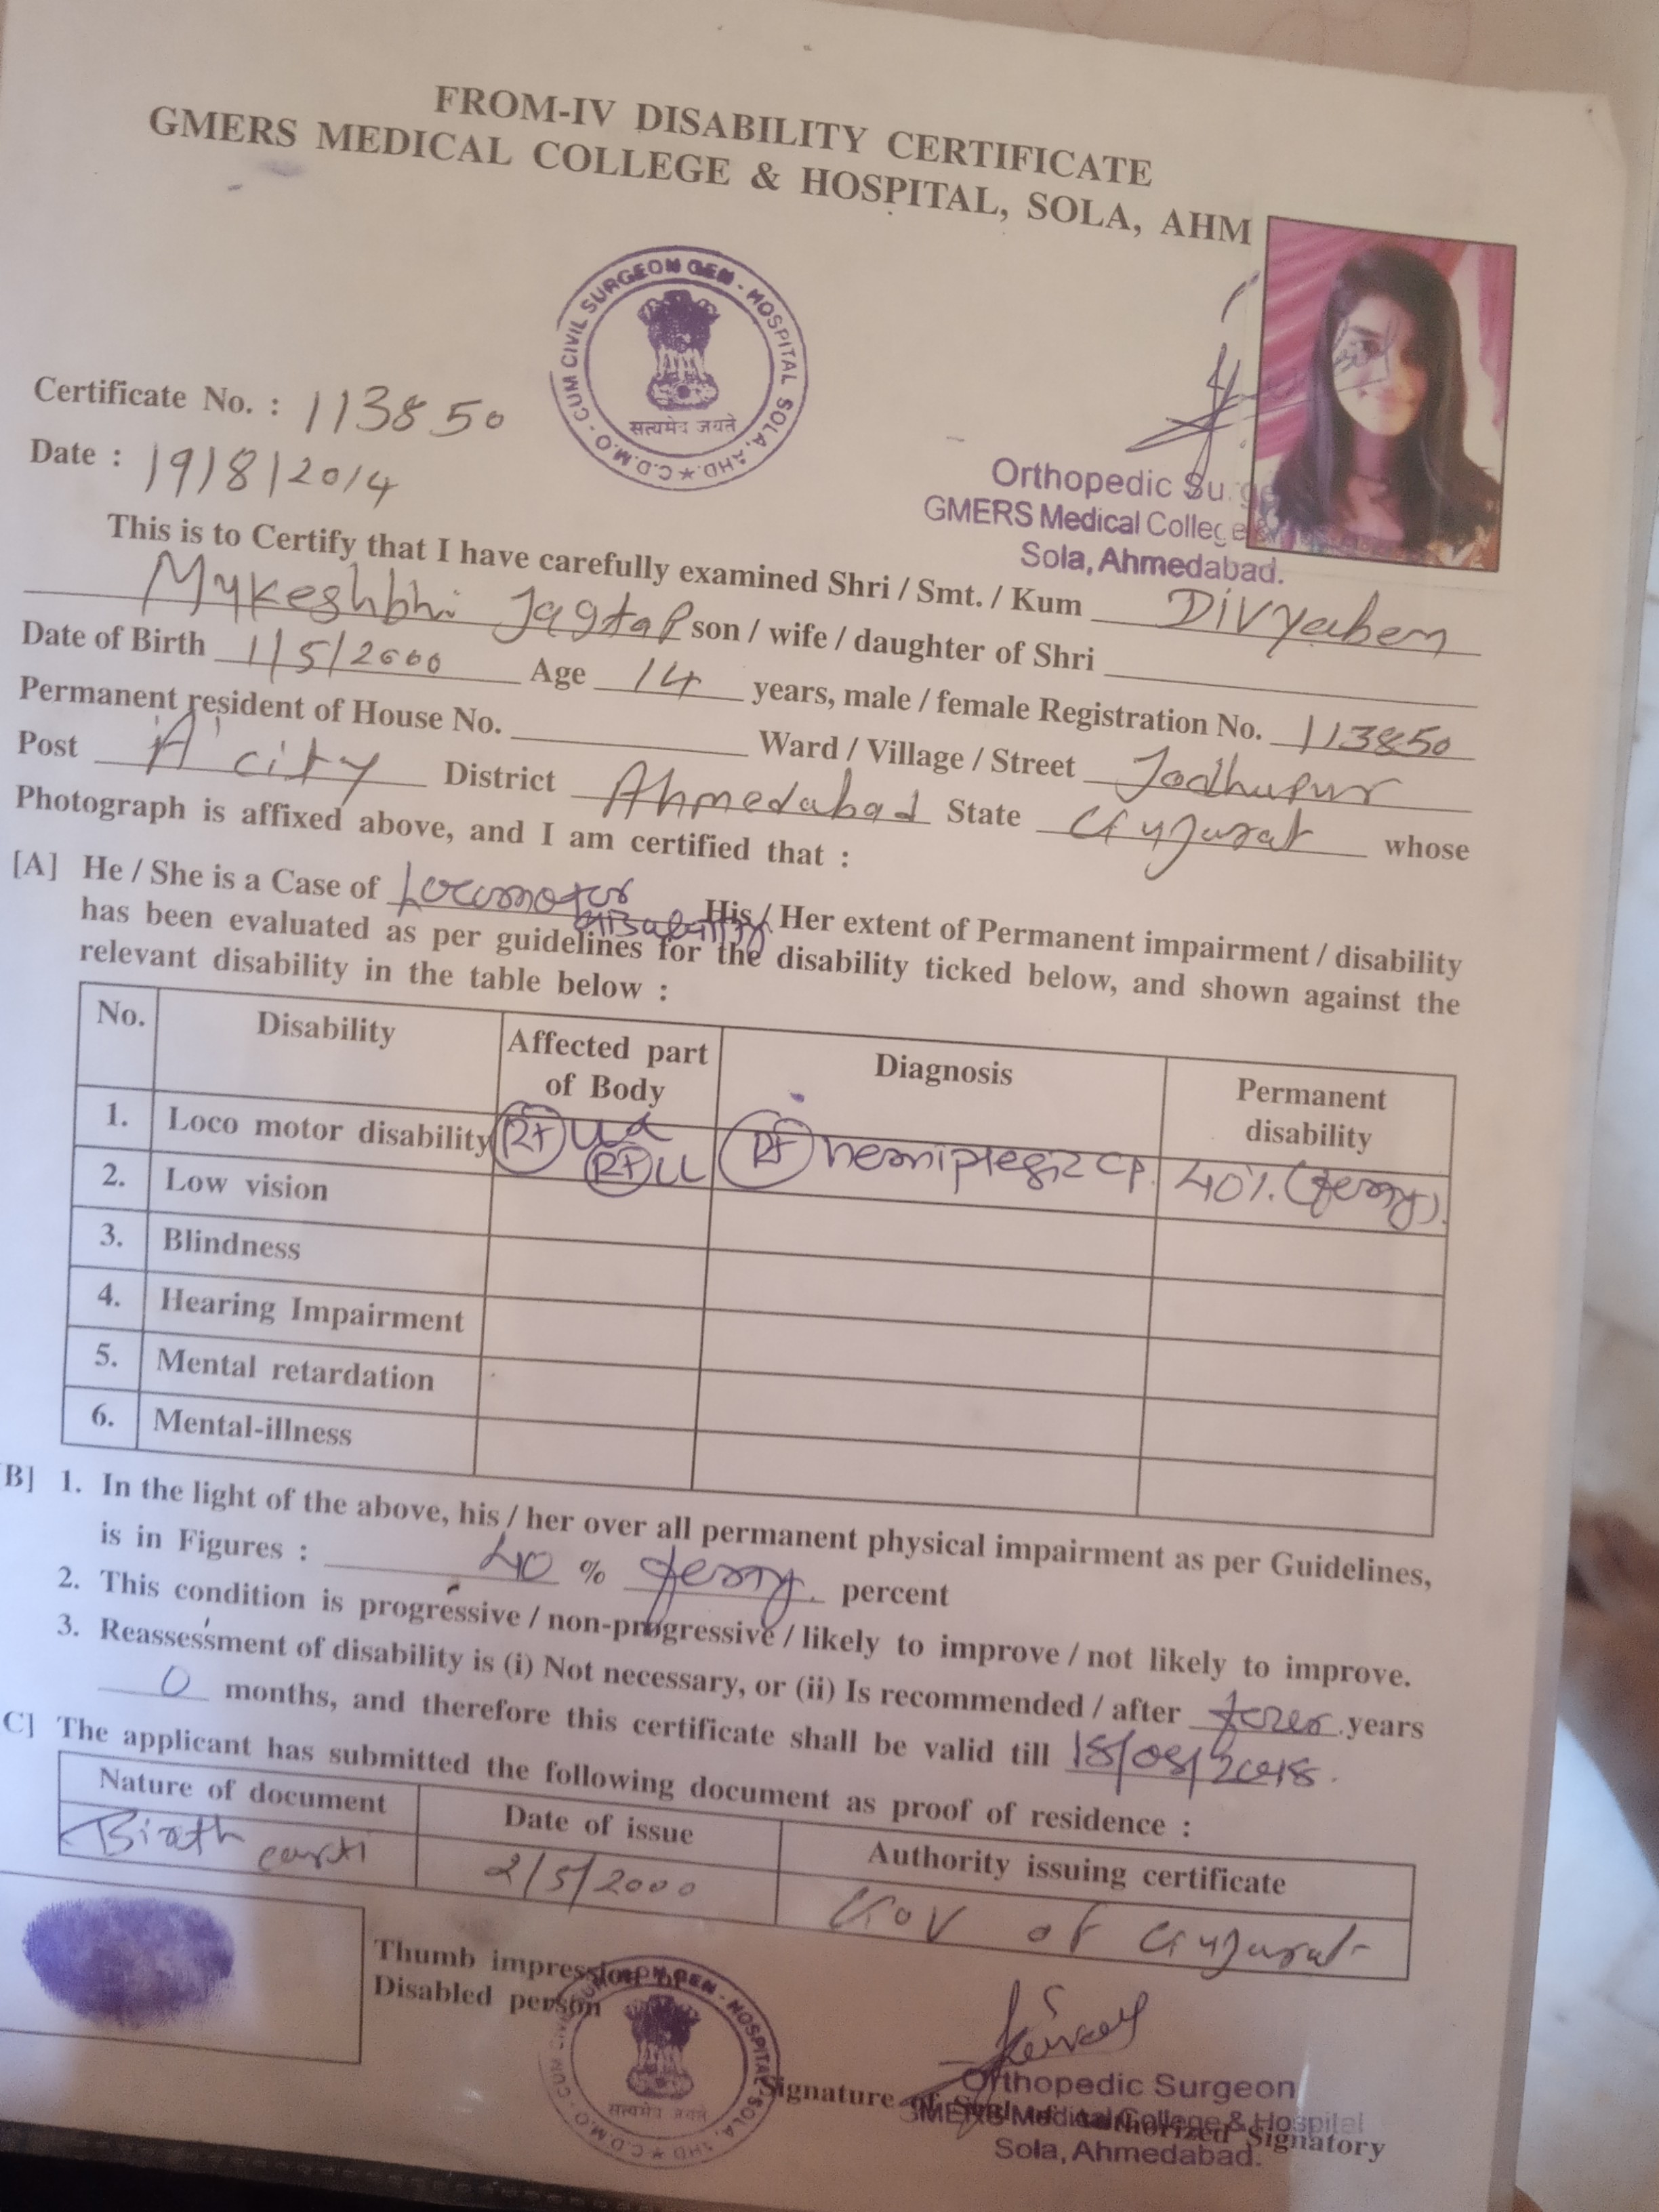 FROM-IV DISABILITY CERTIFICATE
GMERS MEDICAL COLLEGE & HOSPITAL, SOLA, AHM
C.D.M.O - CUM CIVIL SURGEON GEN - HOSPITAL SOLA, AHD. ★
सत्यमेव जयते
Certificate No. : 113850
Date : 19/8/2014
Orthopedic Surge
GMERS Medical College &
Sola, Ahmedabad.
This is to Certify that I have carefully examined Shri / Smt. / Kum Divyaben
Mykeshbhi Jagtap son / wife / daughter of Shri
Date of Birth 1/5/2000 Age 14 years, male / female Registration No. 113850
Permanent resident of House No. Ward / Village / Street Jodhupur
Post A'city District Ahmedabad State Gujarat whose
Photograph is affixed above, and I am certified that :
[A] He / She is a Case of Locomotor disability His / Her extent of Permanent impairment / disability
has been evaluated as per guidelines for the disability ticked below, and shown against the
relevant disability in the table below :
No. Disability Affected part of Body Diagnosis Permanent disability
1. Loco motor disability Rt Rt LL Rt hemiplegic CP. 40%
2. Low vision
3. Blindness
4. Hearing Impairment
5. Mental retardation
6. Mental-illness
B] 1. In the light of the above, his / her over all permanent physical impairment as per Guidelines,
is in Figures : 40 % percent
2. This condition is progressive / non-progressive / likely to improve / not likely to improve.
3. Reassessment of disability is (i) Not necessary, or (ii) Is recommended / after years
0 months, and therefore this certificate shall be valid till 18/08/2018.
C] The applicant has submitted the following document as proof of residence :
Nature of document Date of issue Authority issuing certificate
Birth 2/5/2000 Gov of Gujarat
Thumb impression of
Disabled person
सत्यमेव जयते
Orthopedic Surgeon
Signature of Authorized Signatory
GMERS Medical College & Hospital
Sola, Ahmedabad.